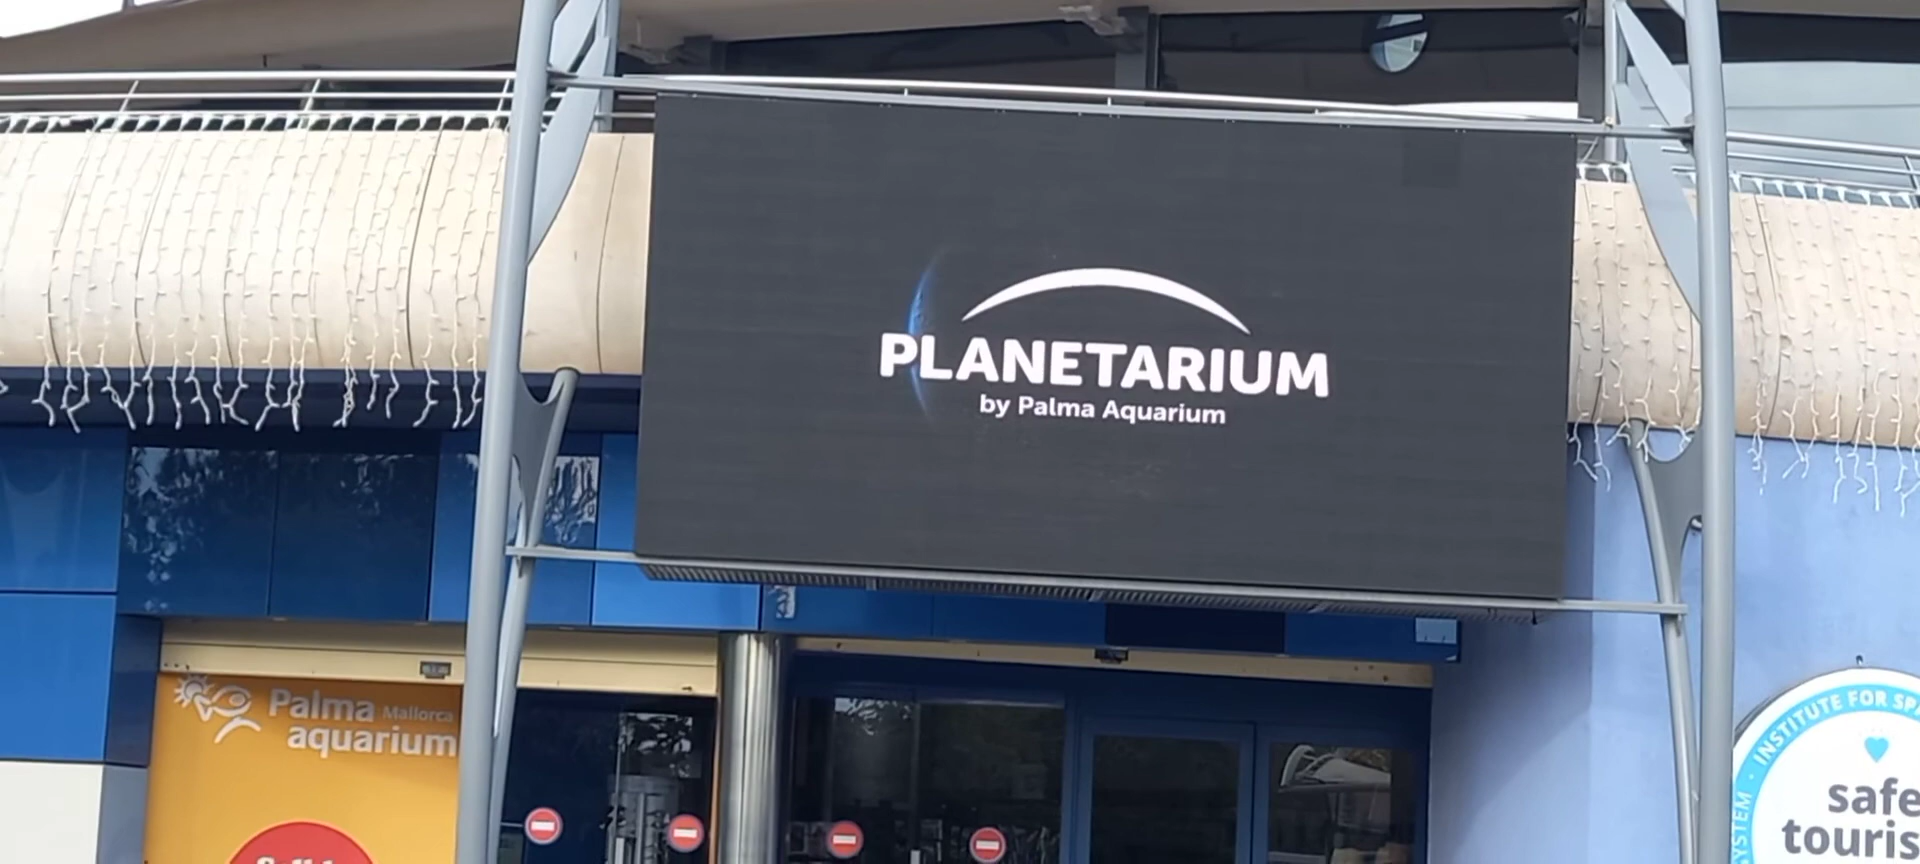 PLANETARIUM
by Palma Aquarium
Palma Mallorca
aquarium
INSTITUTE FOR SPA
safe
touris